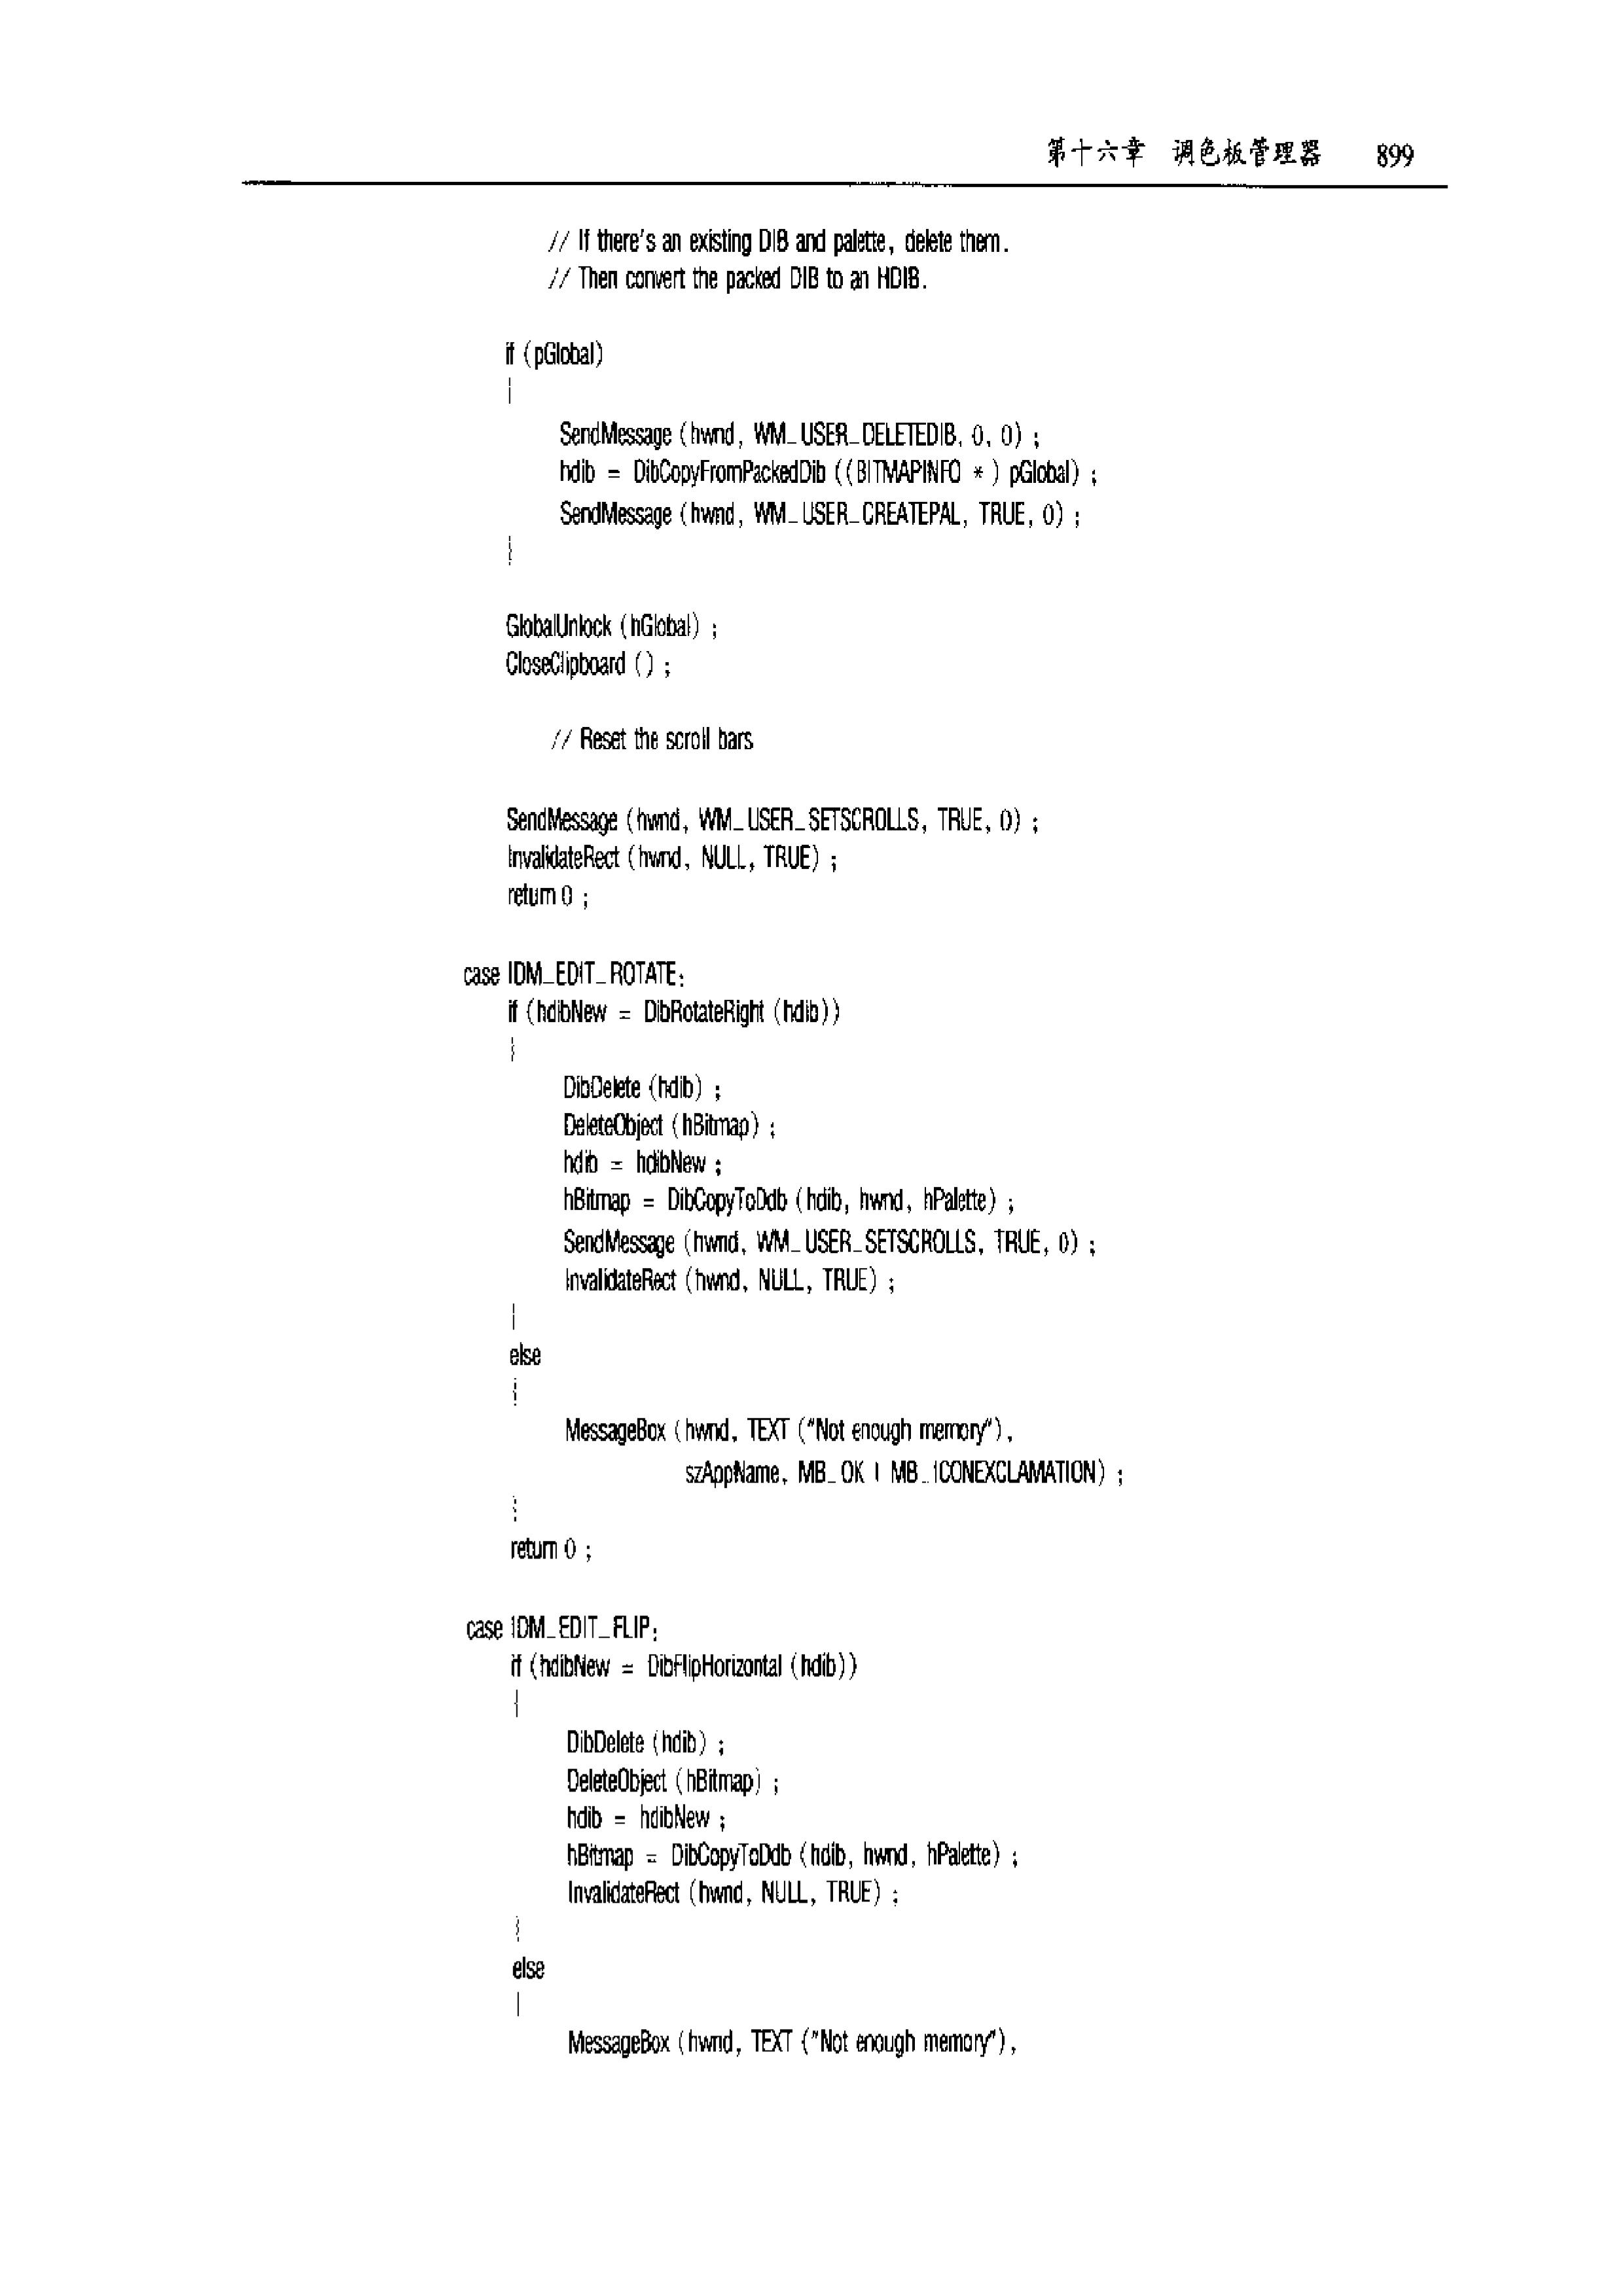 第十六章 调色板管理器 899
// If there's an existing DIB and palette, delete them.
// Then convert the packed DIB to an HDIB.
if (pGlobal)
{
SendMessage (hwnd, WM_USER_DELETEDIB, 0, 0) ;
hdib = DibCopyFromPackedDib ((BITMAPINFO * ) pGlobal) ;
SendMessage (hwnd, WM_USER_CREATEPAL, TRUE, 0) ;
}
GlobalUnlock (hGlobal) ;
CloseClipboard () ;
// Reset the scroll bars
SendMessage (hwnd, WM_USER_SETSCROLLS, TRUE, 0) ;
InvalidateRect (hwnd, NULL, TRUE) ;
return 0 ;
case IDM_EDIT_ROTATE:
if (hdibNew = DibRotateRight (hdib))
{
DibDelete (hdib) ;
DeleteObject (hBitmap) ;
hdib = hdibNew ;
hBitmap = DibCopyToDdb (hdib, hwnd, hPalette) ;
SendMessage (hwnd, WM_USER_SETSCROLLS, TRUE, 0) ;
InvalidateRect (hwnd, NULL, TRUE) ;
}
else
{
MessageBox (hwnd, TEXT ("Not enough memory"),
szAppName, MB_OK | MB_ICONEXCLAMATION) ;
}
return 0 ;
case IDM_EDIT_FLIP:
if (hdibNew = DibFlipHorizontal (hdib))
{
DibDelete (hdib) ;
DeleteObject (hBitmap) ;
hdib = hdibNew ;
hBitmap = DibCopyToDdb (hdib, hwnd, hPalette) ;
InvalidateRect (hwnd, NULL, TRUE) ;
}
else
{
MessageBox (hwnd, TEXT ("Not enough memory"),